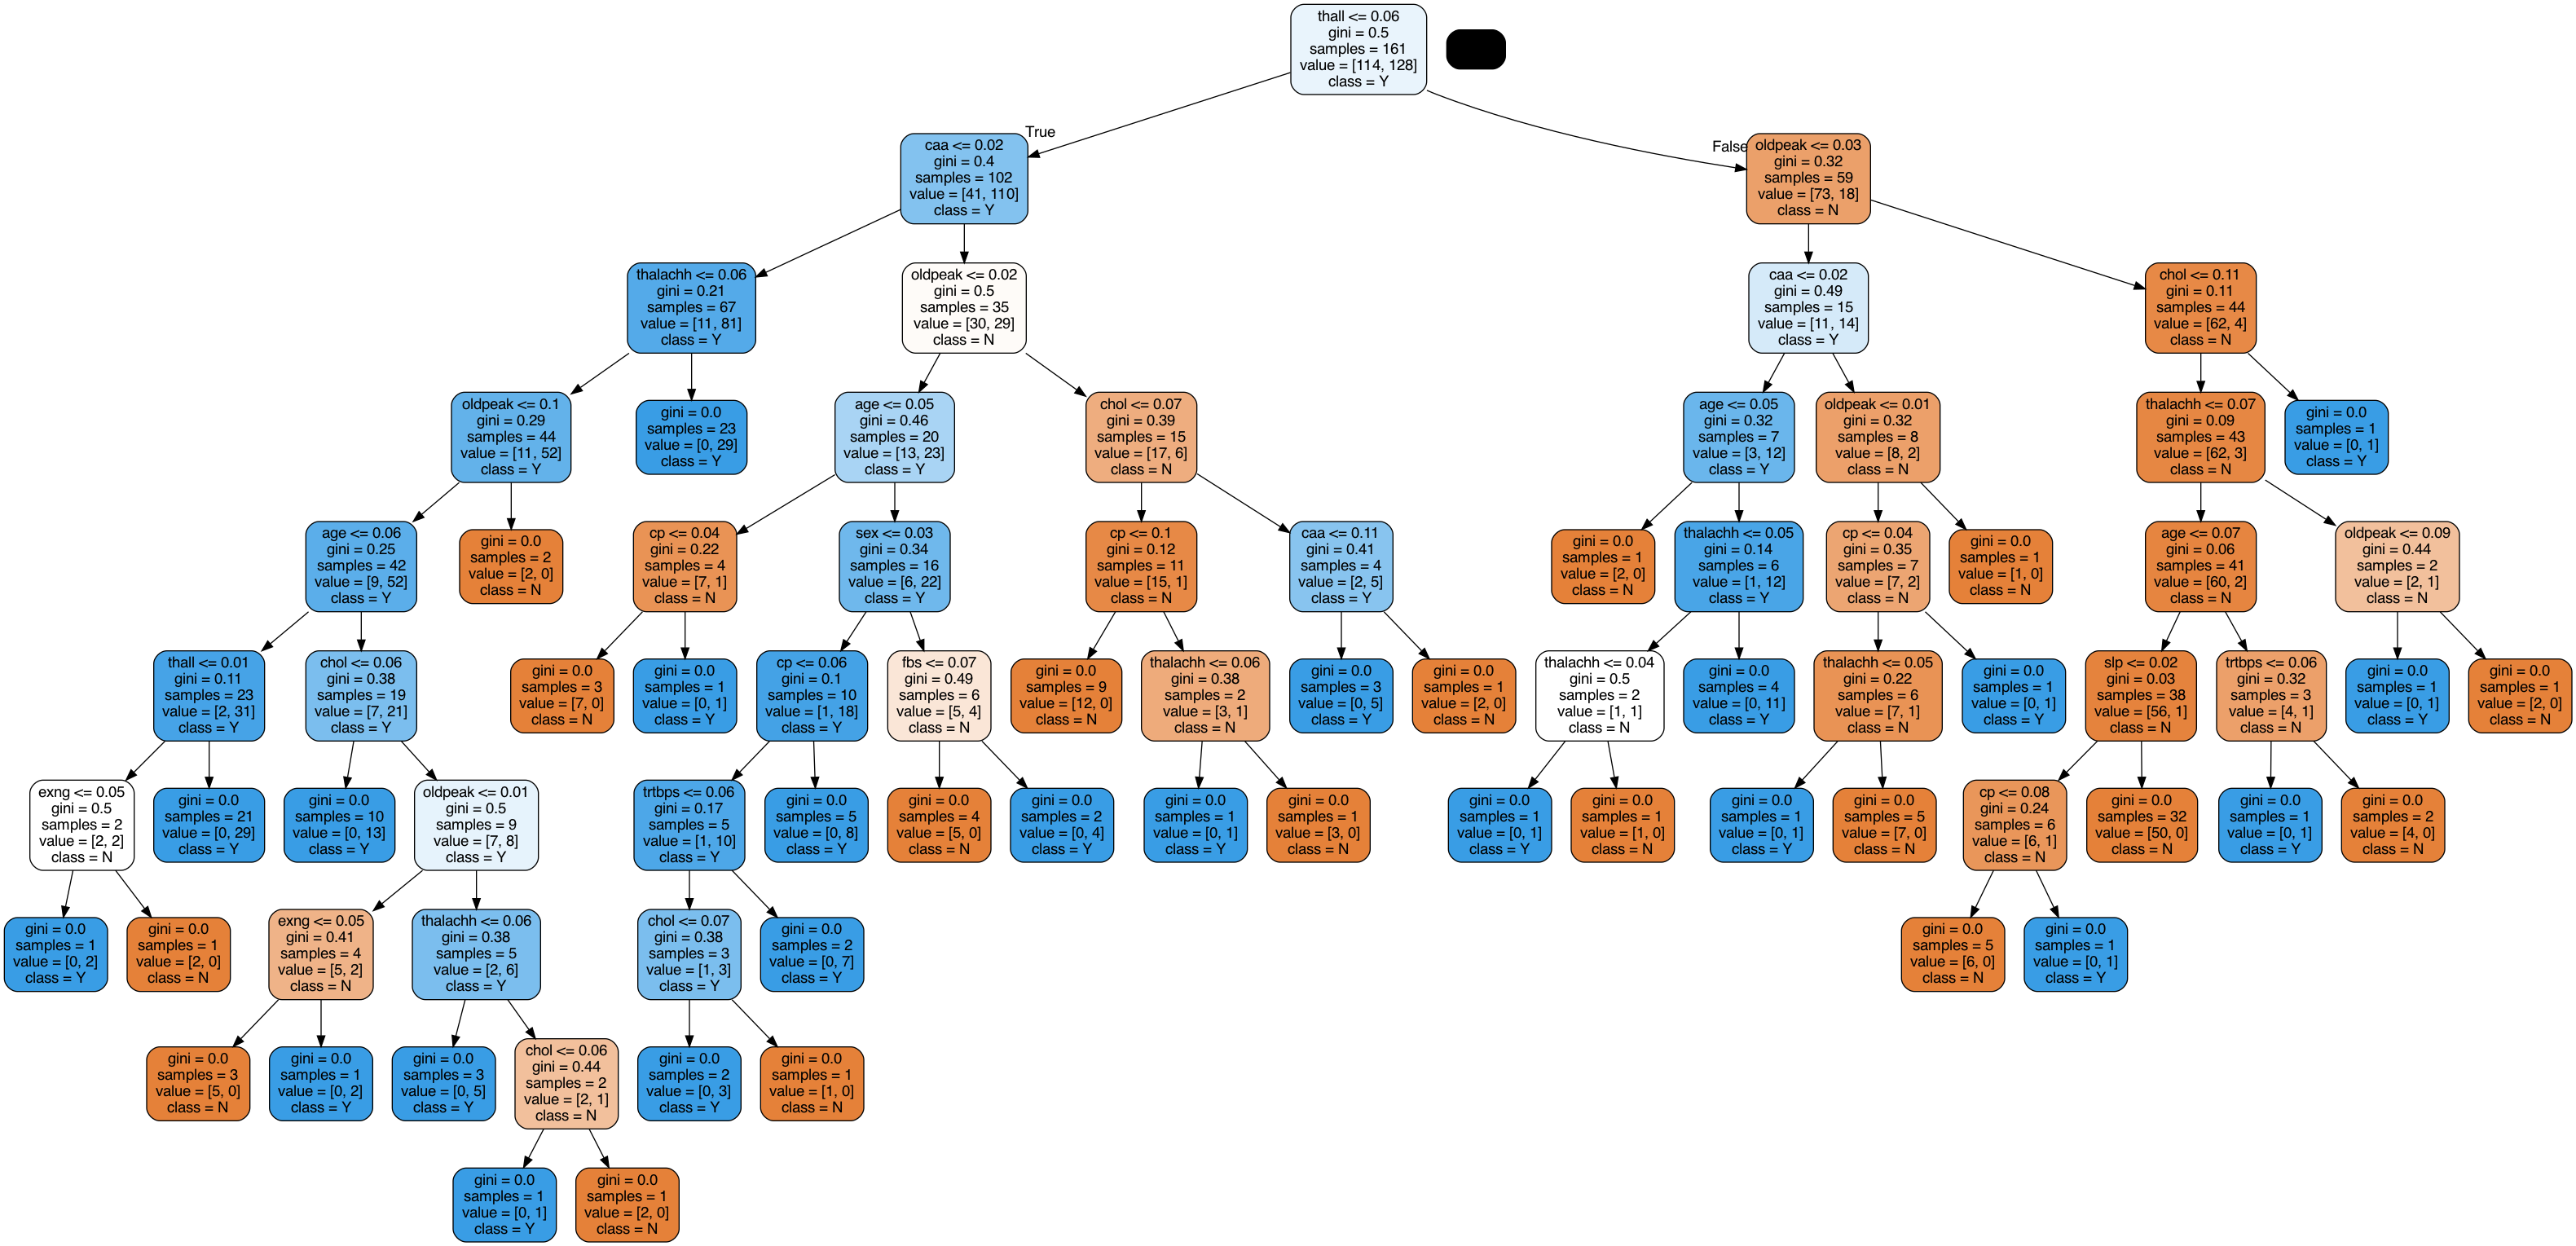 thall <= 0.06
gini = 0.5
samples = 161
value = [114, 128]
class = Y
True
False
caa <= 0.02
gini = 0.4
samples = 102
value = [41, 110]
class = Y
oldpeak <= 0.03
gini = 0.32
samples = 59
value = [73, 18]
class = N
thalachh <= 0.06
gini = 0.21
samples = 67
value = [11, 81]
class = Y
oldpeak <= 0.02
gini = 0.5
samples = 35
value = [30, 29]
class = N
caa <= 0.02
gini = 0.49
samples = 15
value = [11, 14]
class = Y
chol <= 0.11
gini = 0.11
samples = 44
value = [62, 4]
class = N
oldpeak <= 0.1
gini = 0.29
samples = 44
value = [11, 52]
class = Y
gini = 0.0
samples = 23
value = [0, 29]
class = Y
age <= 0.05
gini = 0.46
samples = 20
value = [13, 23]
class = Y
chol <= 0.07
gini = 0.39
samples = 15
value = [17, 6]
class = N
age <= 0.05
gini = 0.32
samples = 7
value = [3, 12]
class = Y
oldpeak <= 0.01
gini = 0.32
samples = 8
value = [8, 2]
class = N
thalachh <= 0.07
gini = 0.09
samples = 43
value = [62, 3]
class = N
gini = 0.0
samples = 1
value = [0, 1]
class = Y
age <= 0.06
gini = 0.25
samples = 42
value = [9, 52]
class = Y
gini = 0.0
samples = 2
value = [2, 0]
class = N
cp <= 0.04
gini = 0.22
samples = 4
value = [7, 1]
class = N
sex <= 0.03
gini = 0.34
samples = 16
value = [6, 22]
class = Y
cp <= 0.1
gini = 0.12
samples = 11
value = [15, 1]
class = N
caa <= 0.11
gini = 0.41
samples = 4
value = [2, 5]
class = Y
gini = 0.0
samples = 1
value = [2, 0]
class = N
thalachh <= 0.05
gini = 0.14
samples = 6
value = [1, 12]
class = Y
cp <= 0.04
gini = 0.35
samples = 7
value = [7, 2]
class = N
gini = 0.0
samples = 1
value = [1, 0]
class = N
age <= 0.07
gini = 0.06
samples = 41
value = [60, 2]
class = N
oldpeak <= 0.09
gini = 0.44
samples = 2
value = [2, 1]
class = N
thall <= 0.01
gini = 0.11
samples = 23
value = [2, 31]
class = Y
chol <= 0.06
gini = 0.38
samples = 19
value = [7, 21]
class = Y
gini = 0.0
samples = 3
value = [7, 0]
class = N
gini = 0.0
samples = 1
value = [0, 1]
class = Y
cp <= 0.06
gini = 0.1
samples = 10
value = [1, 18]
class = Y
fbs <= 0.07
gini = 0.49
samples = 6
value = [5, 4]
class = N
gini = 0.0
samples = 9
value = [12, 0]
class = N
thalachh <= 0.06
gini = 0.38
samples = 2
value = [3, 1]
class = N
gini = 0.0
samples = 3
value = [0, 5]
class = Y
gini = 0.0
samples = 1
value = [2, 0]
class = N
thalachh <= 0.04
gini = 0.5
samples = 2
value = [1, 1]
class = N
gini = 0.0
samples = 4
value = [0, 11]
class = Y
thalachh <= 0.05
gini = 0.22
samples = 6
value = [7, 1]
class = N
gini = 0.0
samples = 1
value = [0, 1]
class = Y
slp <= 0.02
gini = 0.03
samples = 38
value = [56, 1]
class = N
trtbps <= 0.06
gini = 0.32
samples = 3
value = [4, 1]
class = N
gini = 0.0
samples = 1
value = [0, 1]
class = Y
gini = 0.0
samples = 1
value = [2, 0]
class = N
exng <= 0.05
gini = 0.5
samples = 2
value = [2, 2]
class = N
gini = 0.0
samples = 21
value = [0, 29]
class = Y
gini = 0.0
samples = 10
value = [0, 13]
class = Y
oldpeak <= 0.01
gini = 0.5
samples = 9
value = [7, 8]
class = Y
trtbps <= 0.06
gini = 0.17
samples = 5
value = [1, 10]
class = Y
gini = 0.0
samples = 5
value = [0, 8]
class = Y
gini = 0.0
samples = 4
value = [5, 0]
class = N
gini = 0.0
samples = 2
value = [0, 4]
class = Y
gini = 0.0
samples = 1
value = [0, 1]
class = Y
gini = 0.0
samples = 1
value = [3, 0]
class = N
gini = 0.0
samples = 1
value = [0, 1]
class = Y
gini = 0.0
samples = 1
value = [1, 0]
class = N
gini = 0.0
samples = 1
value = [0, 1]
class = Y
gini = 0.0
samples = 5
value = [7, 0]
class = N
cp <= 0.08
gini = 0.24
samples = 6
value = [6, 1]
class = N
gini = 0.0
samples = 32
value = [50, 0]
class = N
gini = 0.0
samples = 1
value = [0, 1]
class = Y
gini = 0.0
samples = 2
value = [4, 0]
class = N
gini = 0.0
samples = 1
value = [0, 2]
class = Y
gini = 0.0
samples = 1
value = [2, 0]
class = N
exng <= 0.05
gini = 0.41
samples = 4
value = [5, 2]
class = N
thalachh <= 0.06
gini = 0.38
samples = 5
value = [2, 6]
class = Y
chol <= 0.07
gini = 0.38
samples = 3
value = [1, 3]
class = Y
gini = 0.0
samples = 2
value = [0, 7]
class = Y
gini = 0.0
samples = 5
value = [6, 0]
class = N
gini = 0.0
samples = 1
value = [0, 1]
class = Y
gini = 0.0
samples = 3
value = [5, 0]
class = N
gini = 0.0
samples = 1
value = [0, 2]
class = Y
gini = 0.0
samples = 3
value = [0, 5]
class = Y
chol <= 0.06
gini = 0.44
samples = 2
value = [2, 1]
class = N
gini = 0.0
samples = 2
value = [0, 3]
class = Y
gini = 0.0
samples = 1
value = [1, 0]
class = N
gini = 0.0
samples = 1
value = [0, 1]
class = Y
gini = 0.0
samples = 1
value = [2, 0]
class = N